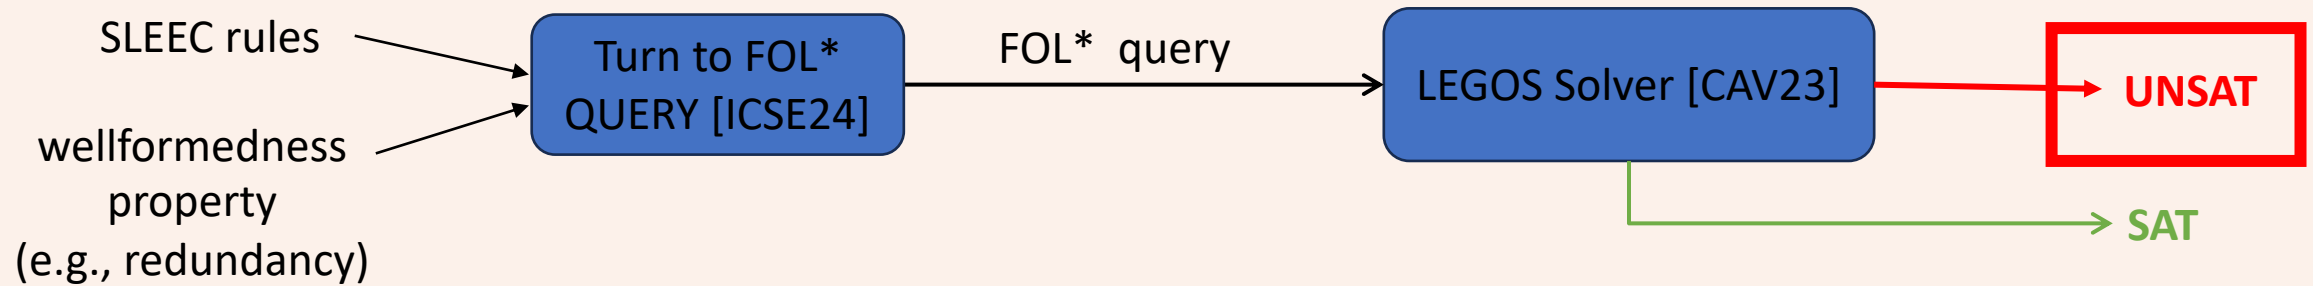 SLEEC rules
wellformedness
property
(e.g., redundancy)
Turn to FOL*
QUERY [ICSE24]
FOL* query
LEGOS Solver [CAV23]
UNSAT
SAT